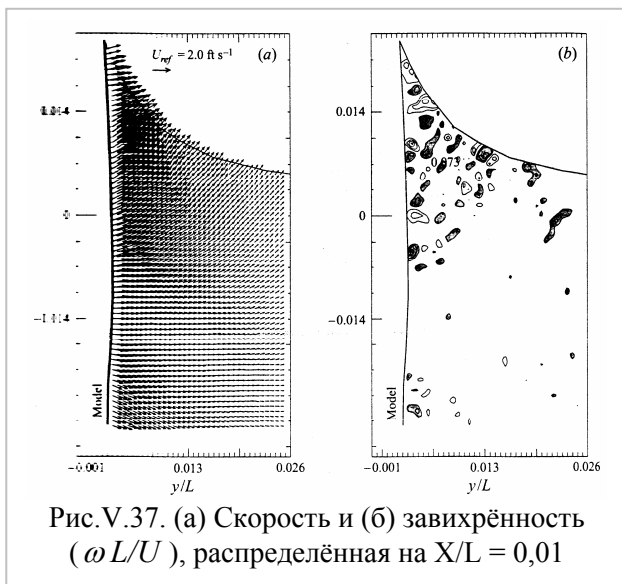 U_ref = 2.0 ft s⁻¹
(a)
0.014
0
−0.014
Model
−0.001 0.013 0.026
y/L
(b)
0.014
0.073
0
−0.014
Model
−0.001 0.013 0.026
y/L
Рис.V.37. (а) Скорость и (б) завихрённость
( ω L/U ), распределённая на X/L = 0,01